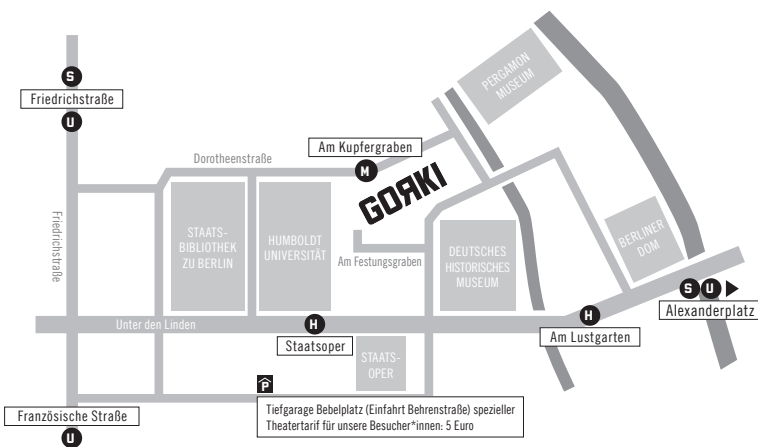 PERGAMON
MUSEUM
S
Friedrichstraße
U
Am Kupfergraben
Dorotheenstraße
M
GORKI
Friedrichstraße
STAATS-
BIBLIOTHEK
ZU BERLIN
HUMBOLDT
UNIVERSITÄT
Am Festungsgraben
DEUTSCHES
HISTORISCHES
MUSEUM
BERLINER
DOM
S U
Alexanderplatz
Unter den Linden
H
Staatsoper
H
Am Lustgarten
STAATS-
OPER
P
Tiefgarage Bebelplatz (Einfahrt Behrenstraße) spezieller
Theatertarif für unsere Besucher*innen: 5 Euro
Französische Straße
U